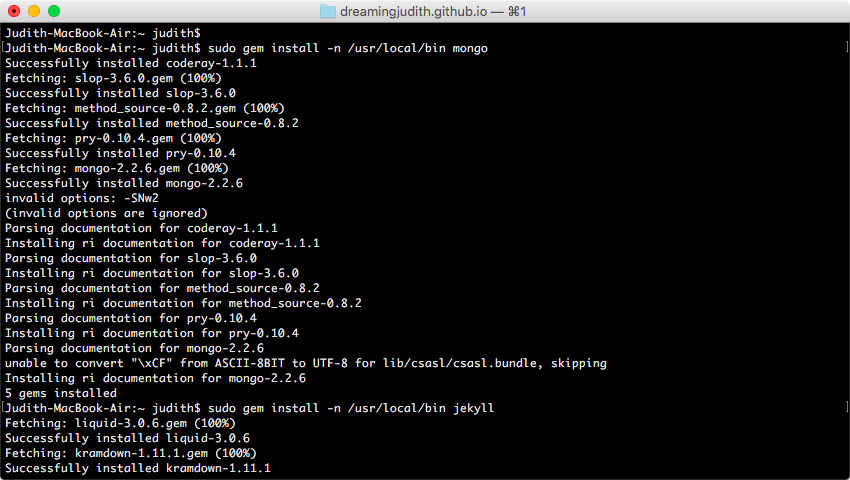 dreamingjudith.github.io — ⌘1
Judith-MacBook-Air:~ judith$
[Judith-MacBook-Air:~ judith$ sudo gem install -n /usr/local/bin mongo ]
Successfully installed coderay-1.1.1
Fetching: slop-3.6.0.gem (100%)
Successfully installed slop-3.6.0
Fetching: method_source-0.8.2.gem (100%)
Successfully installed method_source-0.8.2
Fetching: pry-0.10.4.gem (100%)
Successfully installed pry-0.10.4
Fetching: mongo-2.2.6.gem (100%)
Successfully installed mongo-2.2.6
invalid options: -SNw2
(invalid options are ignored)
Parsing documentation for coderay-1.1.1
Installing ri documentation for coderay-1.1.1
Parsing documentation for slop-3.6.0
Installing ri documentation for slop-3.6.0
Parsing documentation for method_source-0.8.2
Installing ri documentation for method_source-0.8.2
Parsing documentation for pry-0.10.4
Installing ri documentation for pry-0.10.4
Parsing documentation for mongo-2.2.6
unable to convert "\xCF" from ASCII-8BIT to UTF-8 for lib/csasl/csasl.bundle, skipping
Installing ri documentation for mongo-2.2.6
5 gems installed
[Judith-MacBook-Air:~ judith$ sudo gem install -n /usr/local/bin jekyll ]
Fetching: liquid-3.0.6.gem (100%)
Successfully installed liquid-3.0.6
Fetching: kramdown-1.11.1.gem (100%)
Successfully installed kramdown-1.11.1